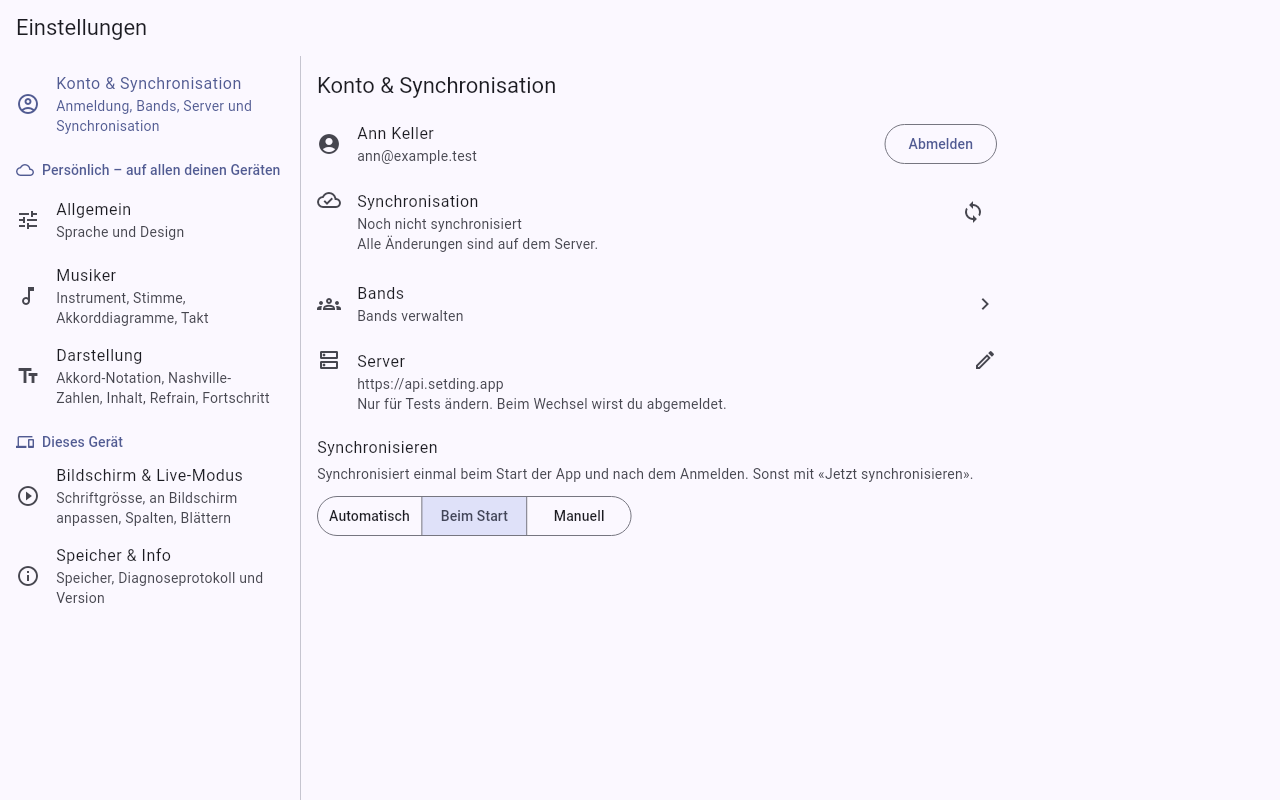 Einstellungen
Konto & Synchronisation
Anmeldung, Bands, Server und
Synchronisation
Persönlich – auf allen deinen Geräten
Allgemein
Sprache und Design
Musiker
Instrument, Stimme,
Akkorddiagramme, Takt
Darstellung
Akkord-Notation, Nashville-
Zahlen, Inhalt, Refrain, Fortschritt
Dieses Gerät
Bildschirm & Live-Modus
Schriftgrösse, an Bildschirm
anpassen, Spalten, Blättern
Speicher & Info
Speicher, Diagnoseprotokoll und
Version
Konto & Synchronisation
Ann Keller
ann@example.test
Abmelden
Synchronisation
Noch nicht synchronisiert
Alle Änderungen sind auf dem Server.
Bands
Bands verwalten
Server
https://api.setding.app
Nur für Tests ändern. Beim Wechsel wirst du abgemeldet.
Synchronisieren
Synchronisiert einmal beim Start der App und nach dem Anmelden. Sonst mit «Jetzt synchronisieren».
Automatisch
Beim Start
Manuell